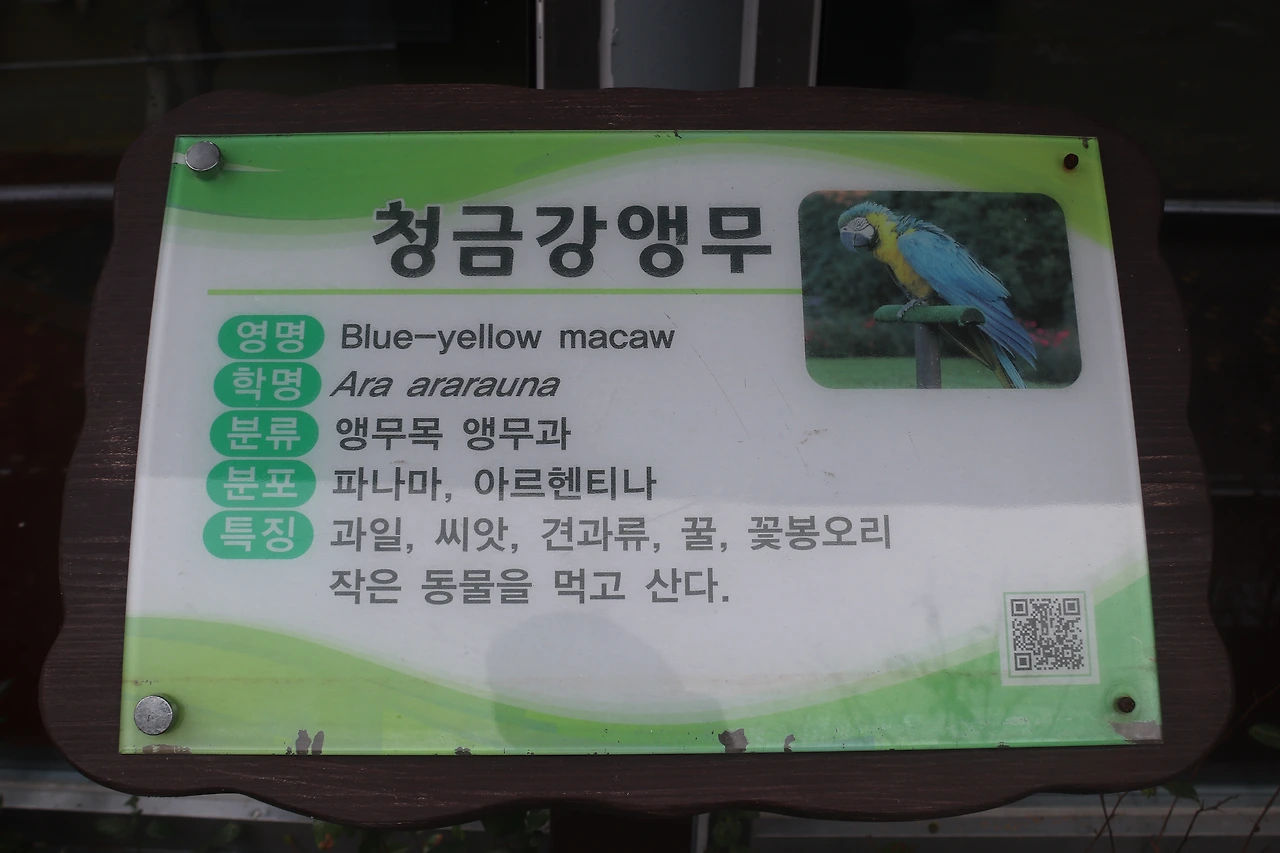 청금강앵무
영명 Blue-yellow macaw
학명 Ara ararauna
분류 앵무목 앵무과
분포 파나마, 아르헨티나
특징 과일, 씨앗, 견과류, 꿀, 꽃봉오리
작은 동물을 먹고 산다.